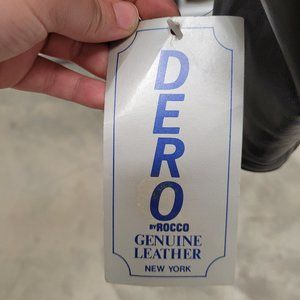 DERO
BY ROCCO
GENUINE
LEATHER
NEW YORK